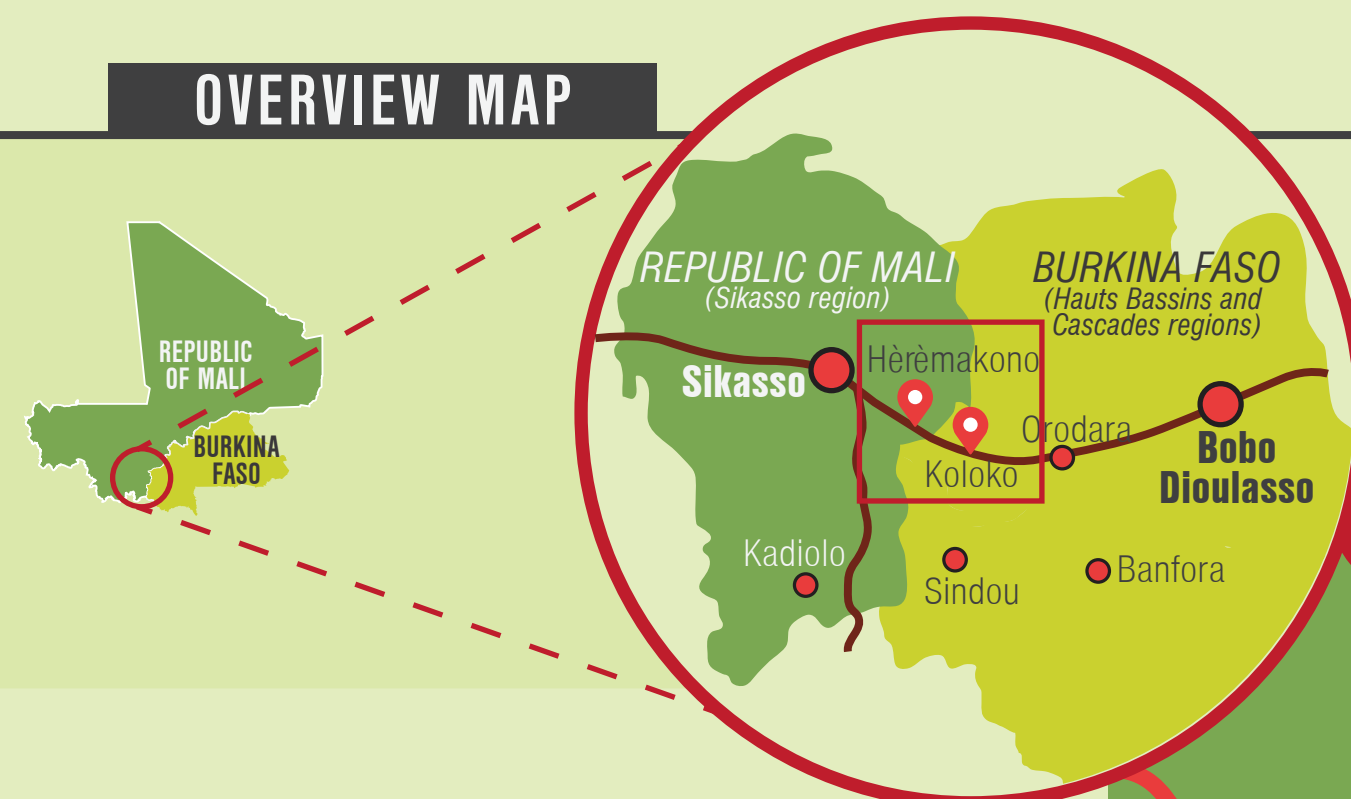 OVERVIEW MAP
REPUBLIC
OF MALI
BURKINA
FASO
REPUBLIC OF MALI
(Sikasso region)
BURKINA FASO
(Hauts Bassins and
Cascades regions)
Hèrèmakono
Sikasso
Orodara
Koloko
Bobo
Dioulasso
Kadiolo
Sindou
Banfora